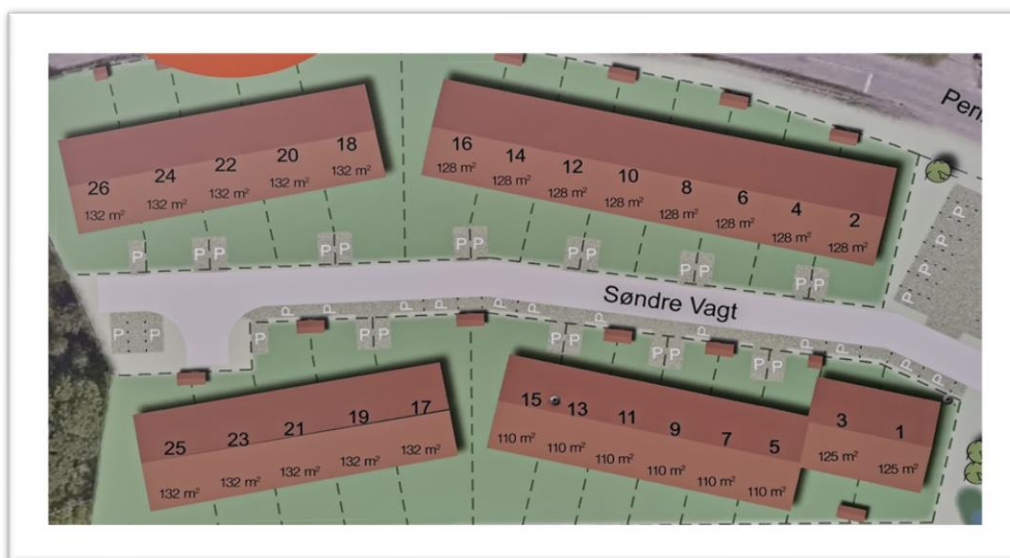 Perm
18
20
22
24
26
132 m²
132 m²
132 m²
132 m²
132 m²
16
14
12
10
8
6
4
2
128 m²
128 m²
128 m²
128 m²
128 m²
128 m²
128 m²
128 m²
P
P
P
P P P P P P P P P P P P P
Søndre Vagt
P P P P P P P P P P P P
P P P P P P P P P P
25
23
21
19
17
132 m²
132 m²
132 m²
132 m²
132 m²
15
13
11
9
7
5
110 m²
110 m²
110 m²
110 m²
110 m²
110 m²
3
1
125 m²
125 m²